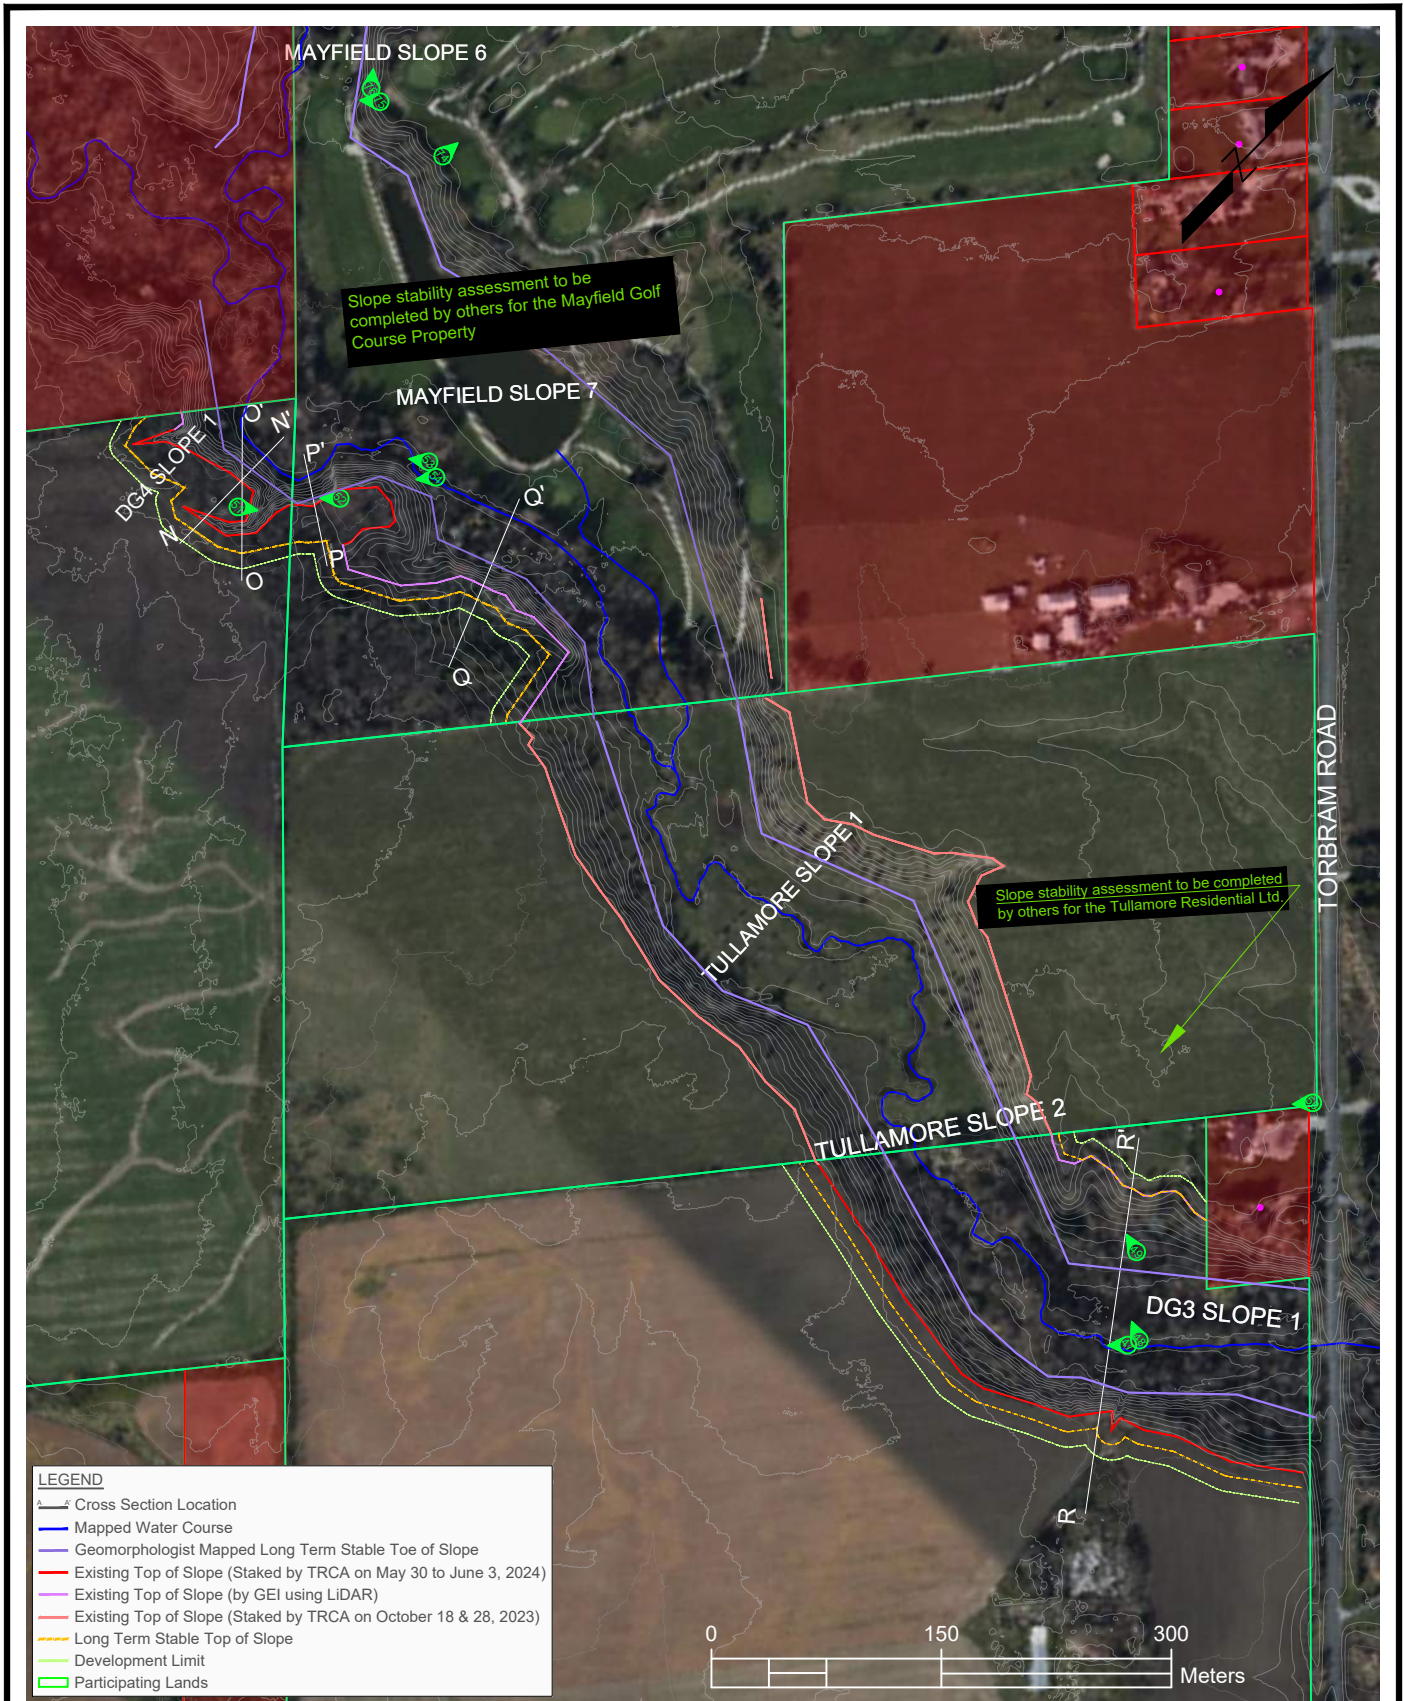 MAYFIELD SLOPE 6
76
75
74
N
Slope stability assessment to be
completed by others for the Mayfield Golf
Course Property
MAYFIELD SLOPE 7
DG4 SLOPE 1
O'
N'
P'
Q'
N
O
P
Q
TULLAMORE SLOPE 1
Slope stability assessment to be completed
by others for the Tullamore Residential Ltd.
TORBRAM ROAD
TULLAMORE SLOPE 2
R'
DG3 SLOPE 1
R
LEGEND
A A' Cross Section Location
Mapped Water Course
Geomorphologist Mapped Long Term Stable Toe of Slope
Existing Top of Slope (Staked by TRCA on May 30 to June 3, 2024)
Existing Top of Slope (by GEI using LiDAR)
Existing Top of Slope (Staked by TRCA on October 18 & 28, 2023)
Long Term Stable Top of Slope
Development Limit
Participating Lands
0 150 300
Meters